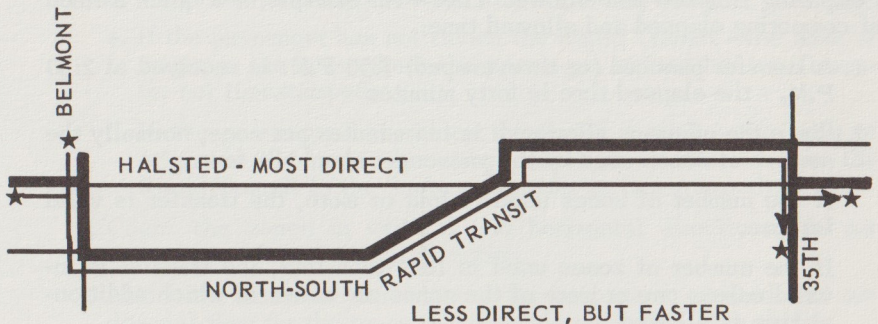 BELMONT
HALSTED - MOST DIRECT
NORTH-SOUTH RAPID TRANSIT
35TH
LESS DIRECT, BUT FASTER